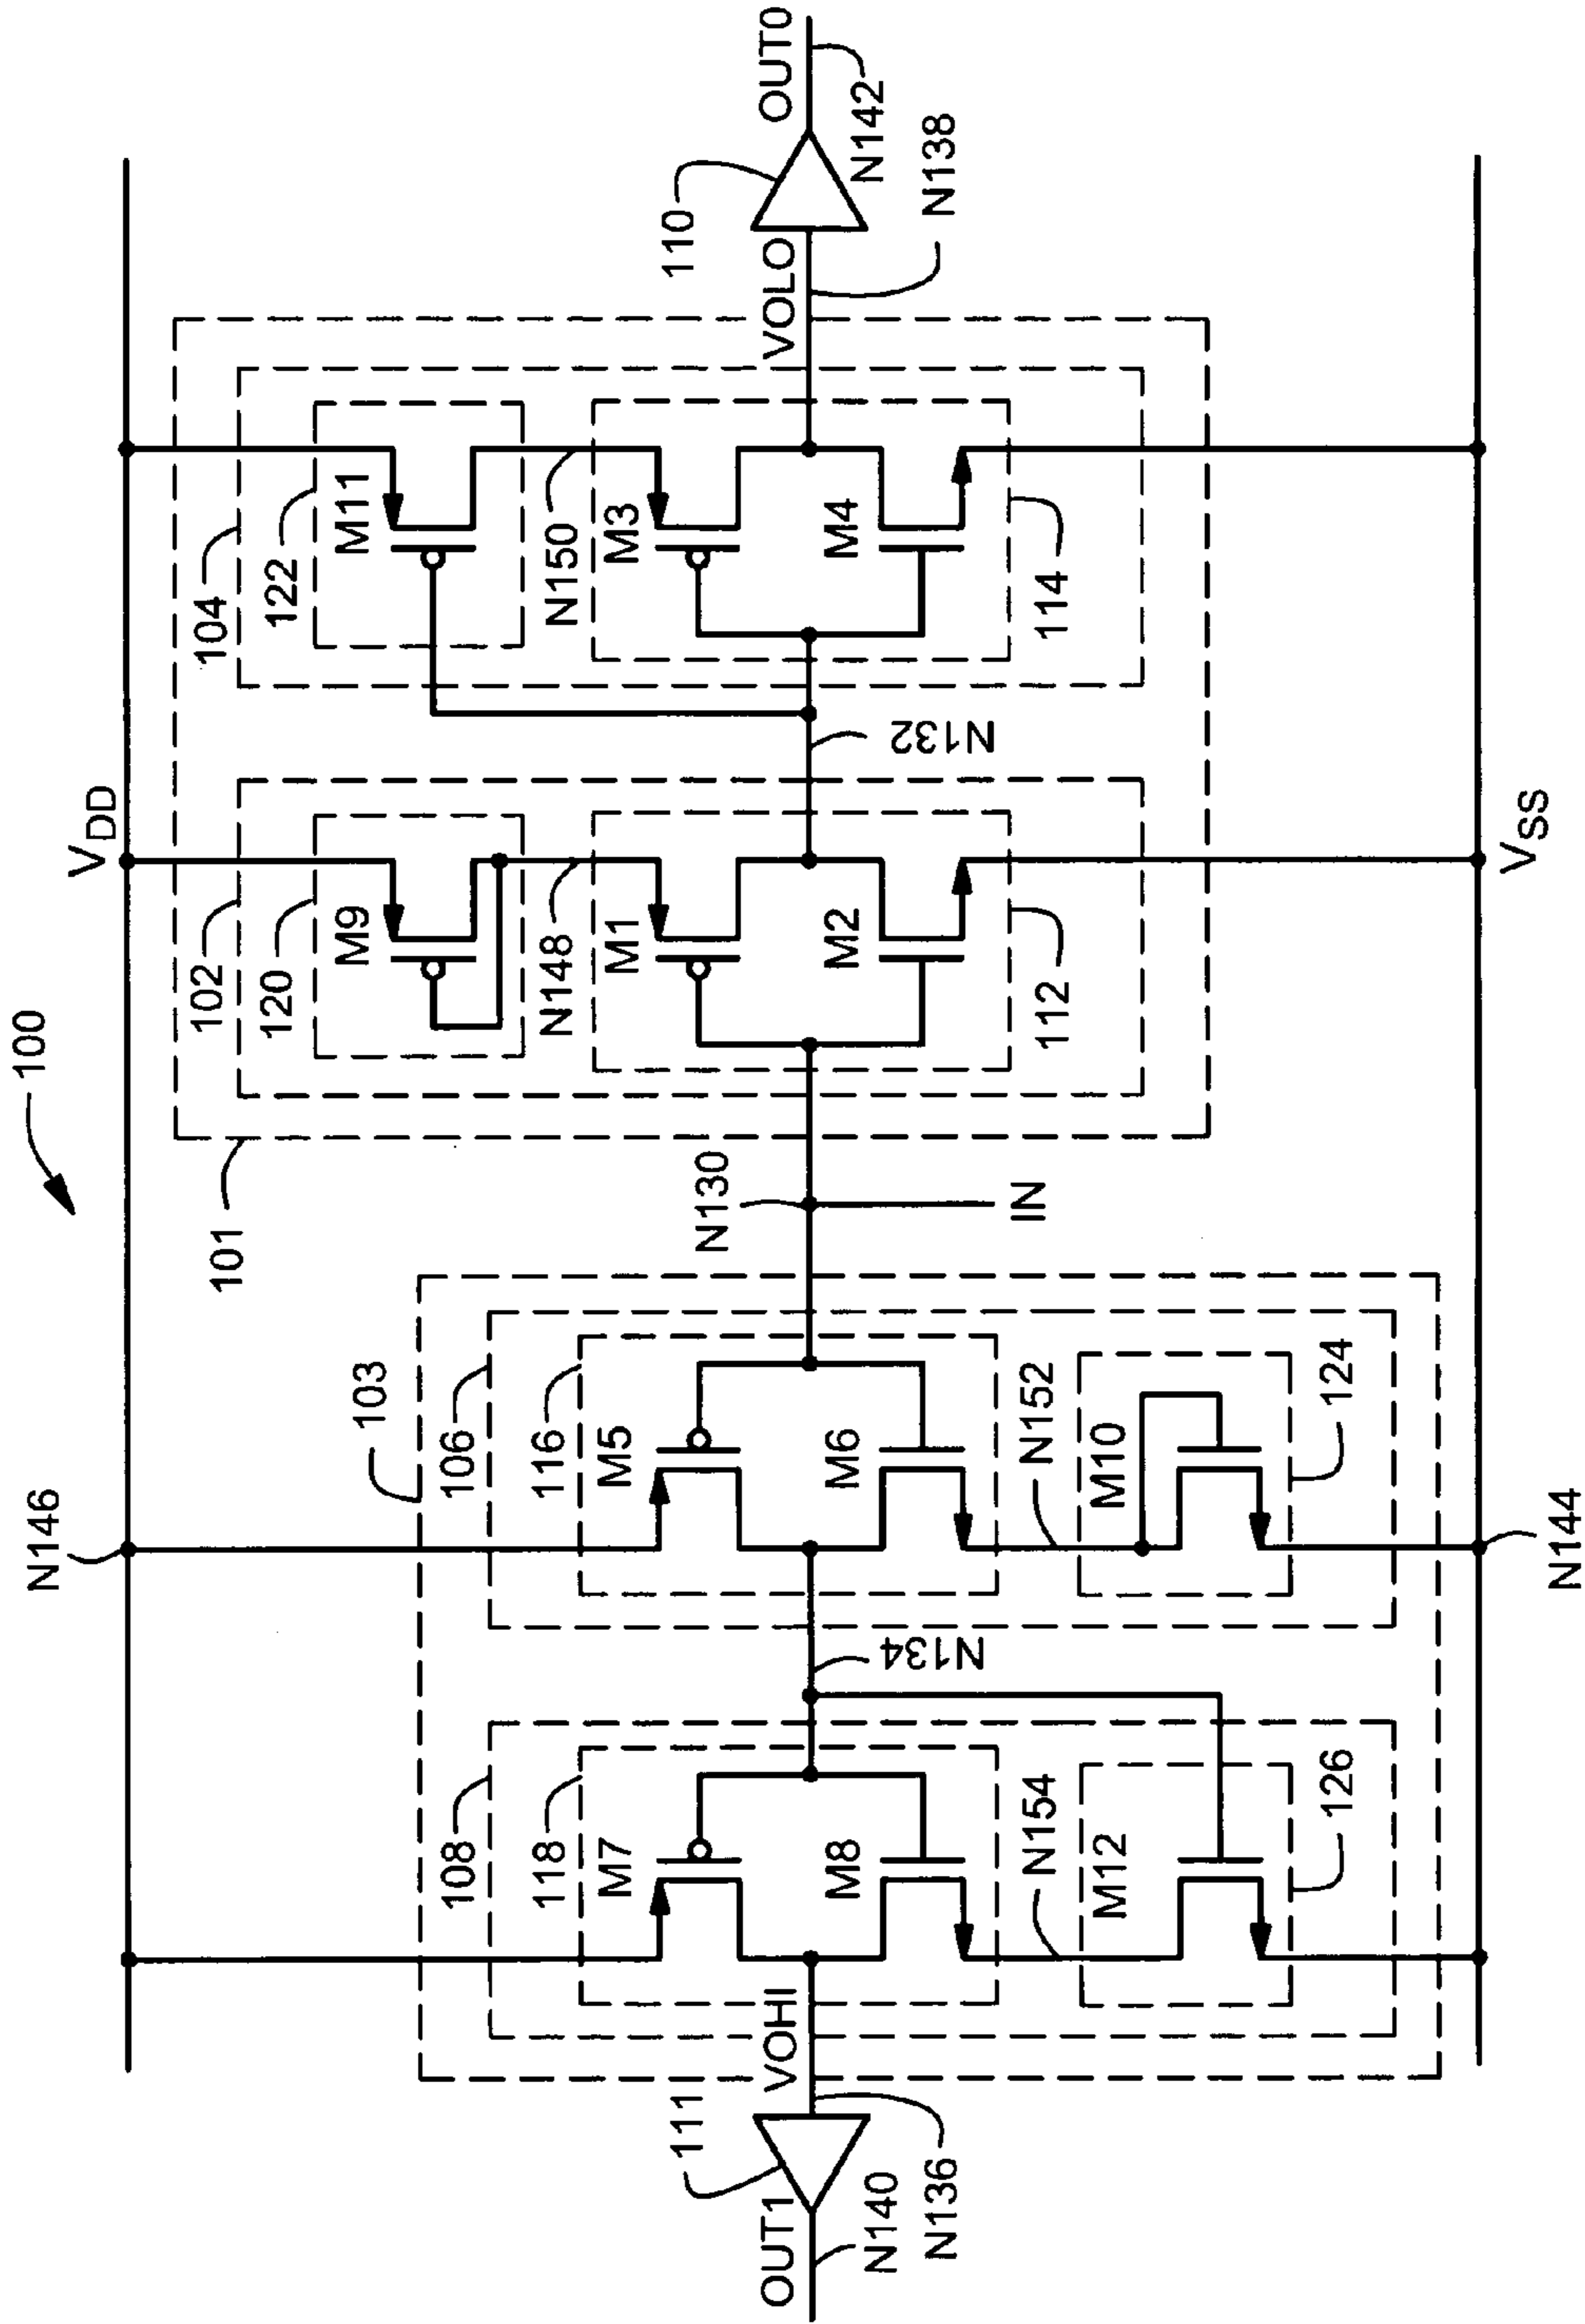 100
N146
V DD
101
103
102
104
106
120
122
108
116
M9
M11
118
M5
N148
N150
M7
M1
M3
N130
110
OUT0
111
VOHI
VOLO
OUT1
N134
IN
N132
N142
N140
N136
M8
M6
M2
M4
N138
N154
N152
112
114
M12
M10
126
124
N144
V SS